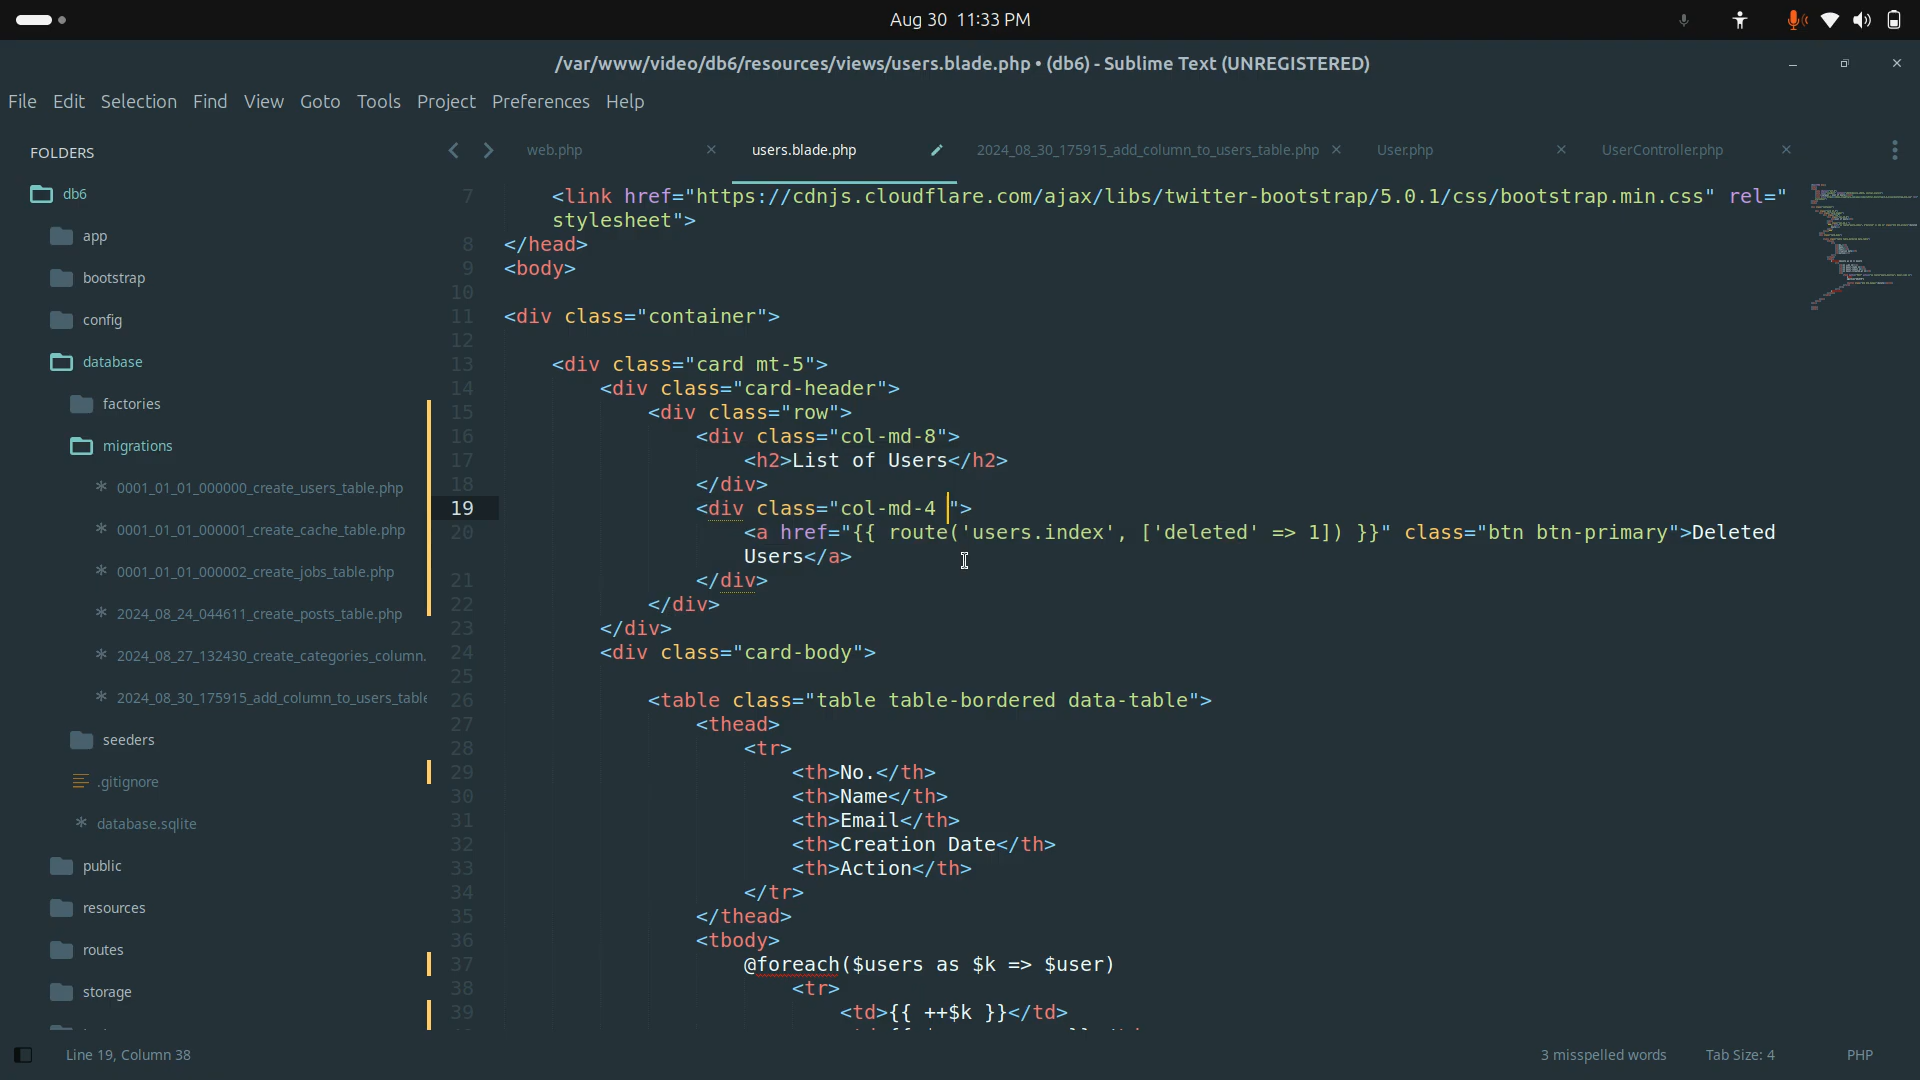 Aug 30 11:33 PM
/var/www/video/db6/resources/views/users.blade.php • (db6) - Sublime Text (UNREGISTERED)
File Edit Selection Find View Goto Tools Project Preferences Help
FOLDERS
db6
app
bootstrap
config
database
factories
migrations
0001_01_01_000000_create_users_table.php
0001_01_01_000001_create_cache_table.php
0001_01_01_000002_create_jobs_table.php
2024_08_24_044611_create_posts_table.php
2024_08_27_132430_create_categories_column.
2024_08_30_175915_add_column_to_users_table
seeders
.gitignore
database.sqlite
public
resources
routes
storage
web.php users.blade.php 2024_08_30_175915_add_column_to_users_table.php User.php UserController.php
7 <link href="https://cdnjs.cloudflare.com/ajax/libs/twitter-bootstrap/5.0.1/css/bootstrap.min.css" rel="
stylesheet">
8 </head>
9 <body>
10
11 <div class="container">
12
13 <div class="card mt-5">
14 <div class="card-header">
15 <div class="row">
16 <div class="col-md-8">
17 <h2>List of Users</h2>
18 </div>
19 <div class="col-md-4 ">
20 <a href="{{ route('users.index', ['deleted' => 1]) }}" class="btn btn-primary">Deleted
Users</a>
21 </div>
22 </div>
23 </div>
24 <div class="card-body">
25
26 <table class="table table-bordered data-table">
27 <thead>
28 <tr>
29 <th>No.</th>
30 <th>Name</th>
31 <th>Email</th>
32 <th>Creation Date</th>
33 <th>Action</th>
34 </tr>
35 </thead>
36 <tbody>
37 @foreach($users as $k => $user)
38 <tr>
39 <td>{{ ++$k }}</td>
Line 19, Column 38
3 misspelled words Tab Size: 4 PHP